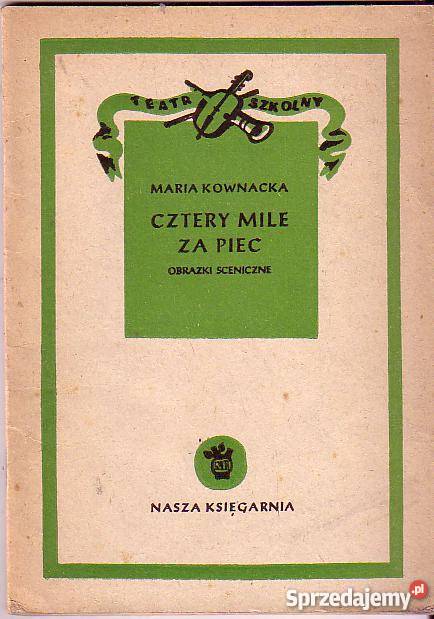 TEATR SZKOLNY
MARIA KOWNACKA
CZTERY MILE
ZA PIEC
OBRAZKI SCENICZNE
NASZA KSIĘGARNIA
Sprzedajemy.pl